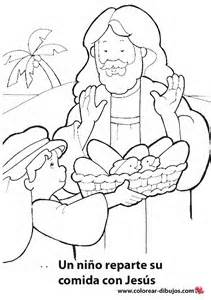 Un niño reparte su
comida con Jesús
www.colorear-dibujos.com